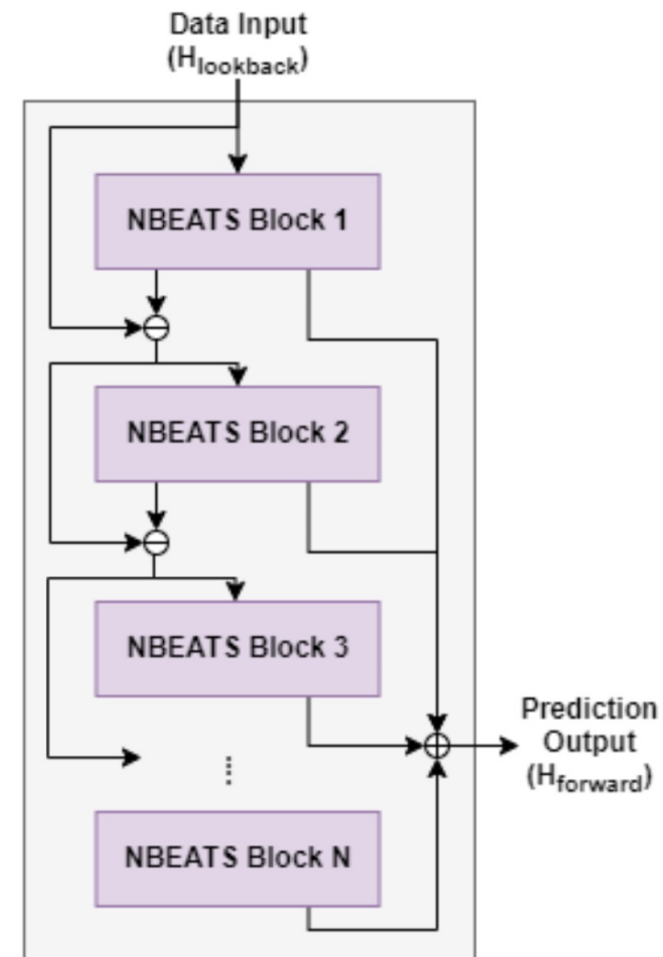 Data Input
(Hlookback)
NBEATS Block 1
NBEATS Block 2
NBEATS Block 3
Prediction
Output
(Hforward)
NBEATS Block N